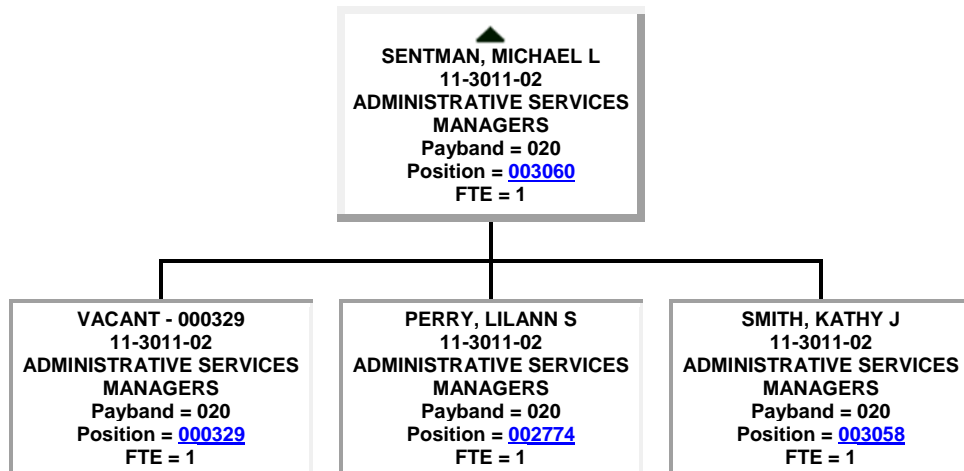 SENTMAN, MICHAEL L
11-3011-02
ADMINISTRATIVE SERVICES
MANAGERS
Payband = 020
Position = 003060
FTE = 1
VACANT - 000329
11-3011-02
ADMINISTRATIVE SERVICES
MANAGERS
Payband = 020
Position = 000329
FTE = 1
PERRY, LILANN S
11-3011-02
ADMINISTRATIVE SERVICES
MANAGERS
Payband = 020
Position = 002774
FTE = 1
SMITH, KATHY J
11-3011-02
ADMINISTRATIVE SERVICES
MANAGERS
Payband = 020
Position = 003058
FTE = 1